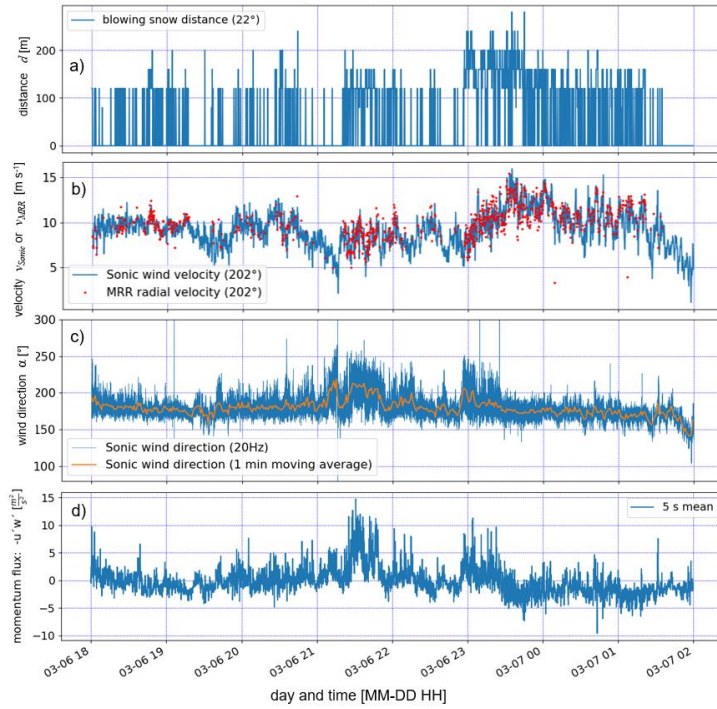 blowing snow distance (22°)
a)
distance d [m]
200
100
0
b)
velocity vSonic or vMRR [m s⁻¹]
15
10
5
Sonic wind velocity (202°)
MRR radial velocity (202°)
c)
wind direction α [°]
300
250
200
150
100
Sonic wind direction (20Hz)
Sonic wind direction (1 min moving average)
d)
5 s mean
momentum flux: -u´w´ [m²/s²]
15
10
5
0
−5
−10
03-06 18
03-06 19
03-06 20
03-06 21
03-06 22
03-06 23
03-07 00
03-07 01
03-07 02
day and time [MM-DD HH]